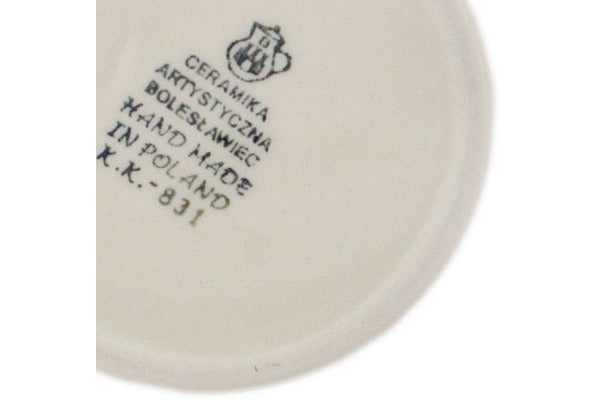 CERAMIKA
ARTYSTYCZNA
BOLESŁAWIEC
HAND MADE
IN POLAND
K.K.-831